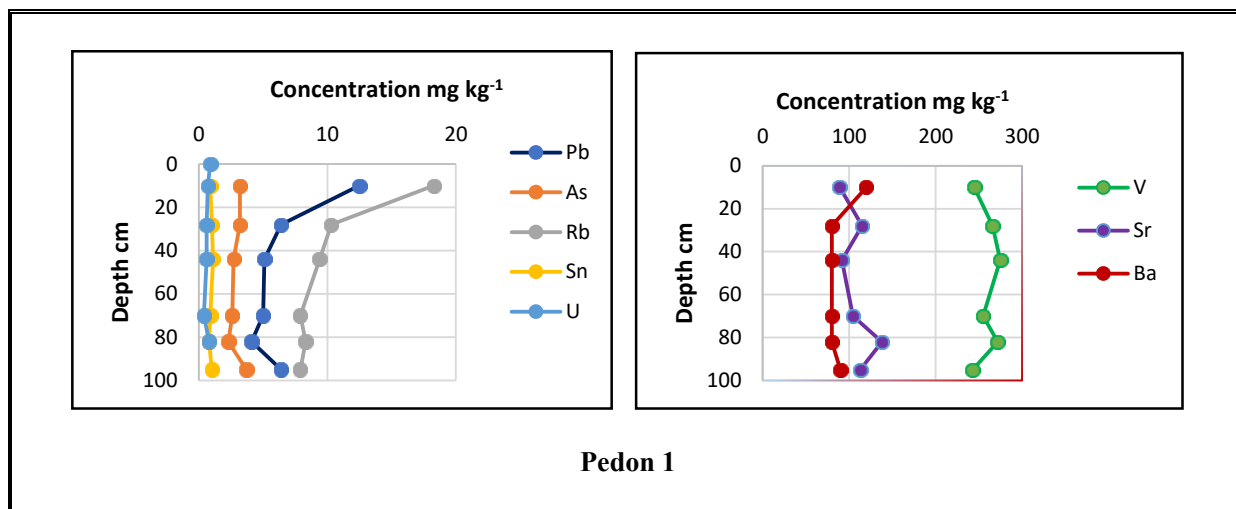 Concentration mg kg-1
0 10 20
0
20
40
60
80
100
Depth cm
Pb
As
Rb
Sn
U
Concentration mg kg-1
0 100 200 300
0
20
40
60
80
100
Depth cm
V
Sr
Ba
Pedon 1